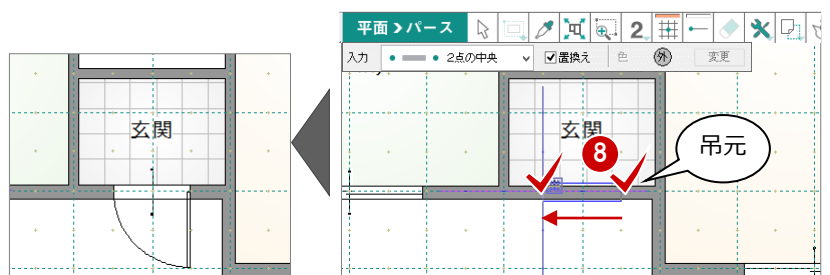 平面 > パース
2
入力 2点の中央 置換え 色 外 変更
玄関
玄関
8
吊元